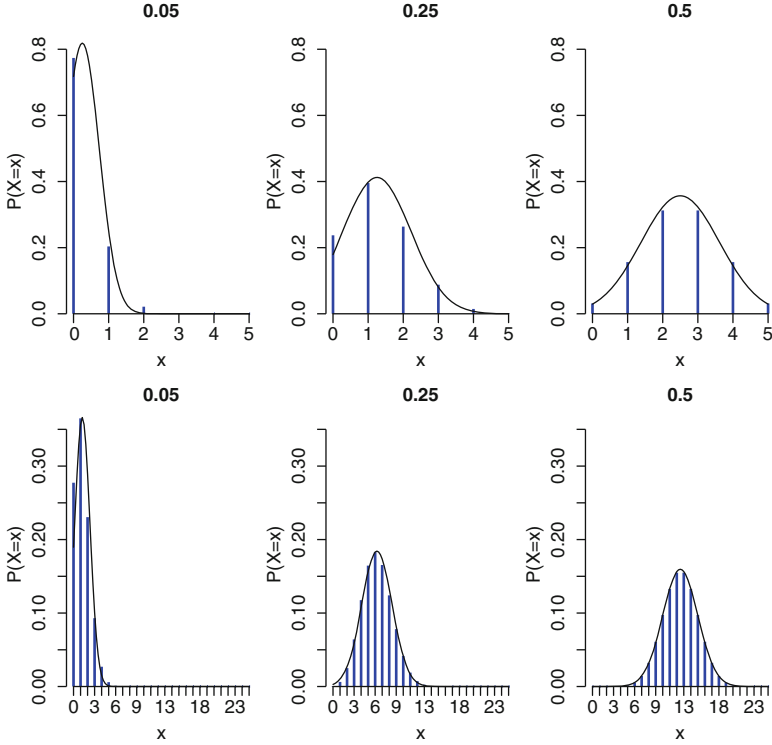 0.05 0.25 0.5
0.8 0.8 0.8
0.6 0.6 0.6
P(X=x) P(X=x) P(X=x)
0.4 0.4 0.4
0.2 0.2 0.2
0.0 0.0 0.0
0 1 2 3 4 5 0 1 2 3 4 5 0 1 2 3 4 5
x x x
0.05 0.25 0.5
0.30 0.30 0.30
0.20 0.20 0.20
P(X=x) P(X=x) P(X=x)
0.10 0.10 0.10
0.00 0.00 0.00
0 3 6 9 13 18 23 0 3 6 9 13 18 23 0 3 6 9 13 18 23
x x x